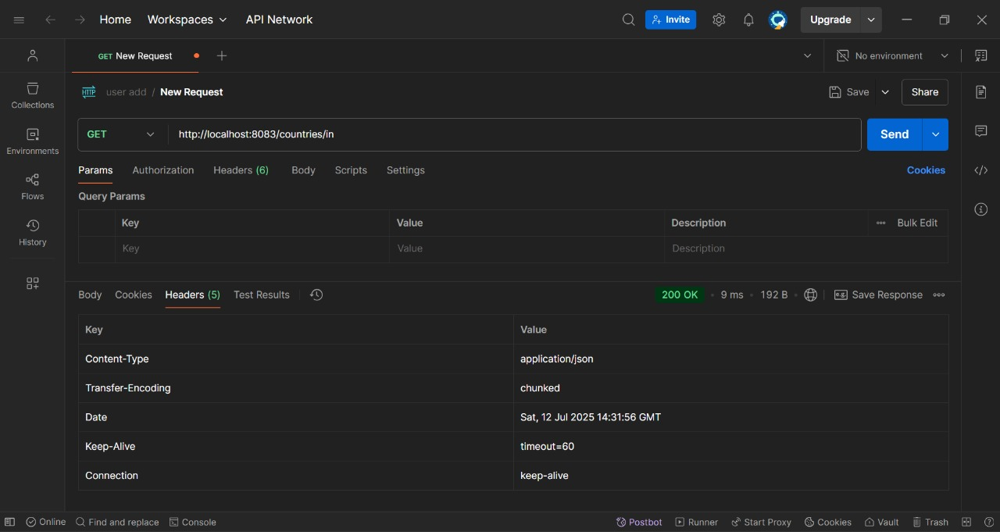 Home Workspaces API Network Invite Upgrade
GET New Request No environment
Collections
Environments
Flows
History
HTTP user add / New Request Save Share
GET http://localhost:8083/countries/in Send
Params Authorization Headers (6) Body Scripts Settings Cookies
Query Params
Key Value Description Bulk Edit
Key Value Description
Body Cookies Headers (5) Test Results 200 OK • 9 ms • 192 B • e.g. Save Response
Key Value
Content-Type application/json
Transfer-Encoding chunked
Date Sat, 12 Jul 2025 14:31:56 GMT
Keep-Alive timeout=60
Connection keep-alive
Online Find and replace Console Postbot Runner Start Proxy Cookies Vault Trash